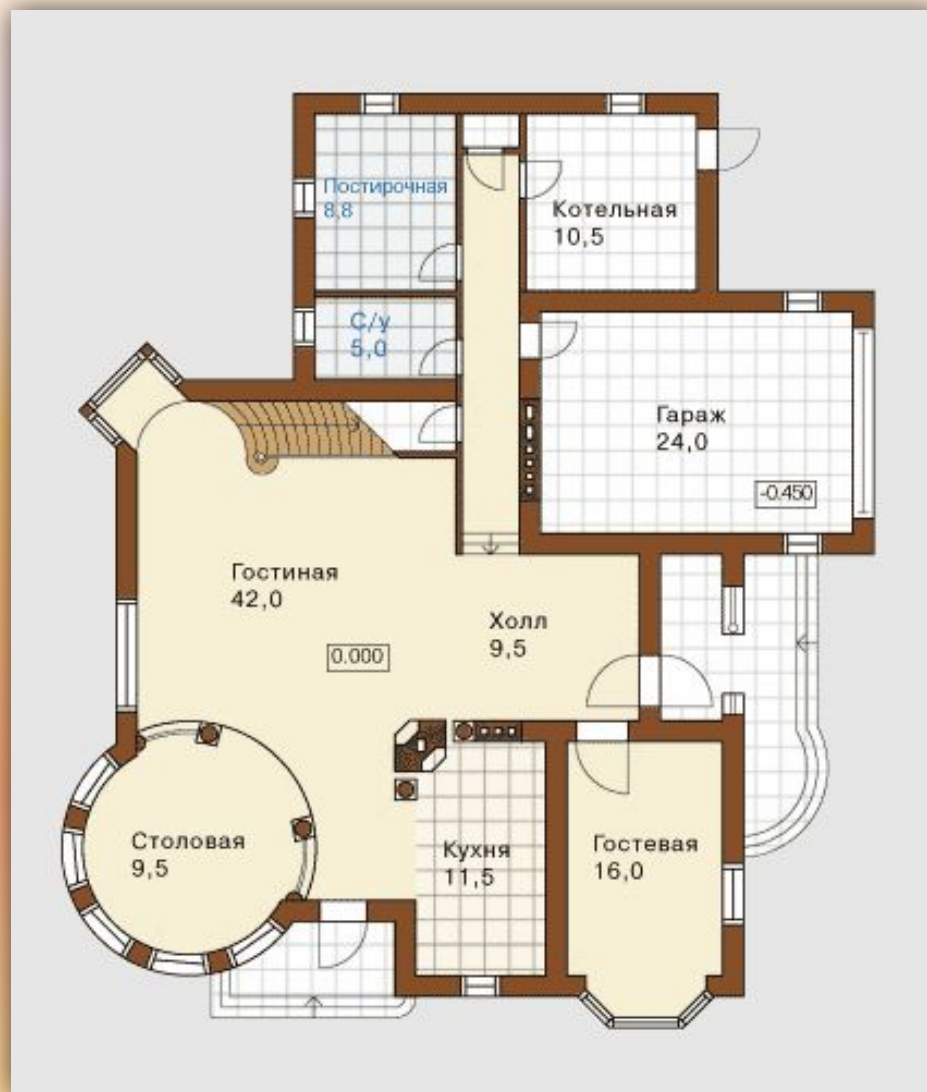 Постирочная
8,8
Котельная
10,5
С/у
5,0
Гараж
24,0
-0.450
Гостиная
42,0
Холл
9,5
0.000
Столовая
9,5
Кухня
11,5
Гостевая
16,0